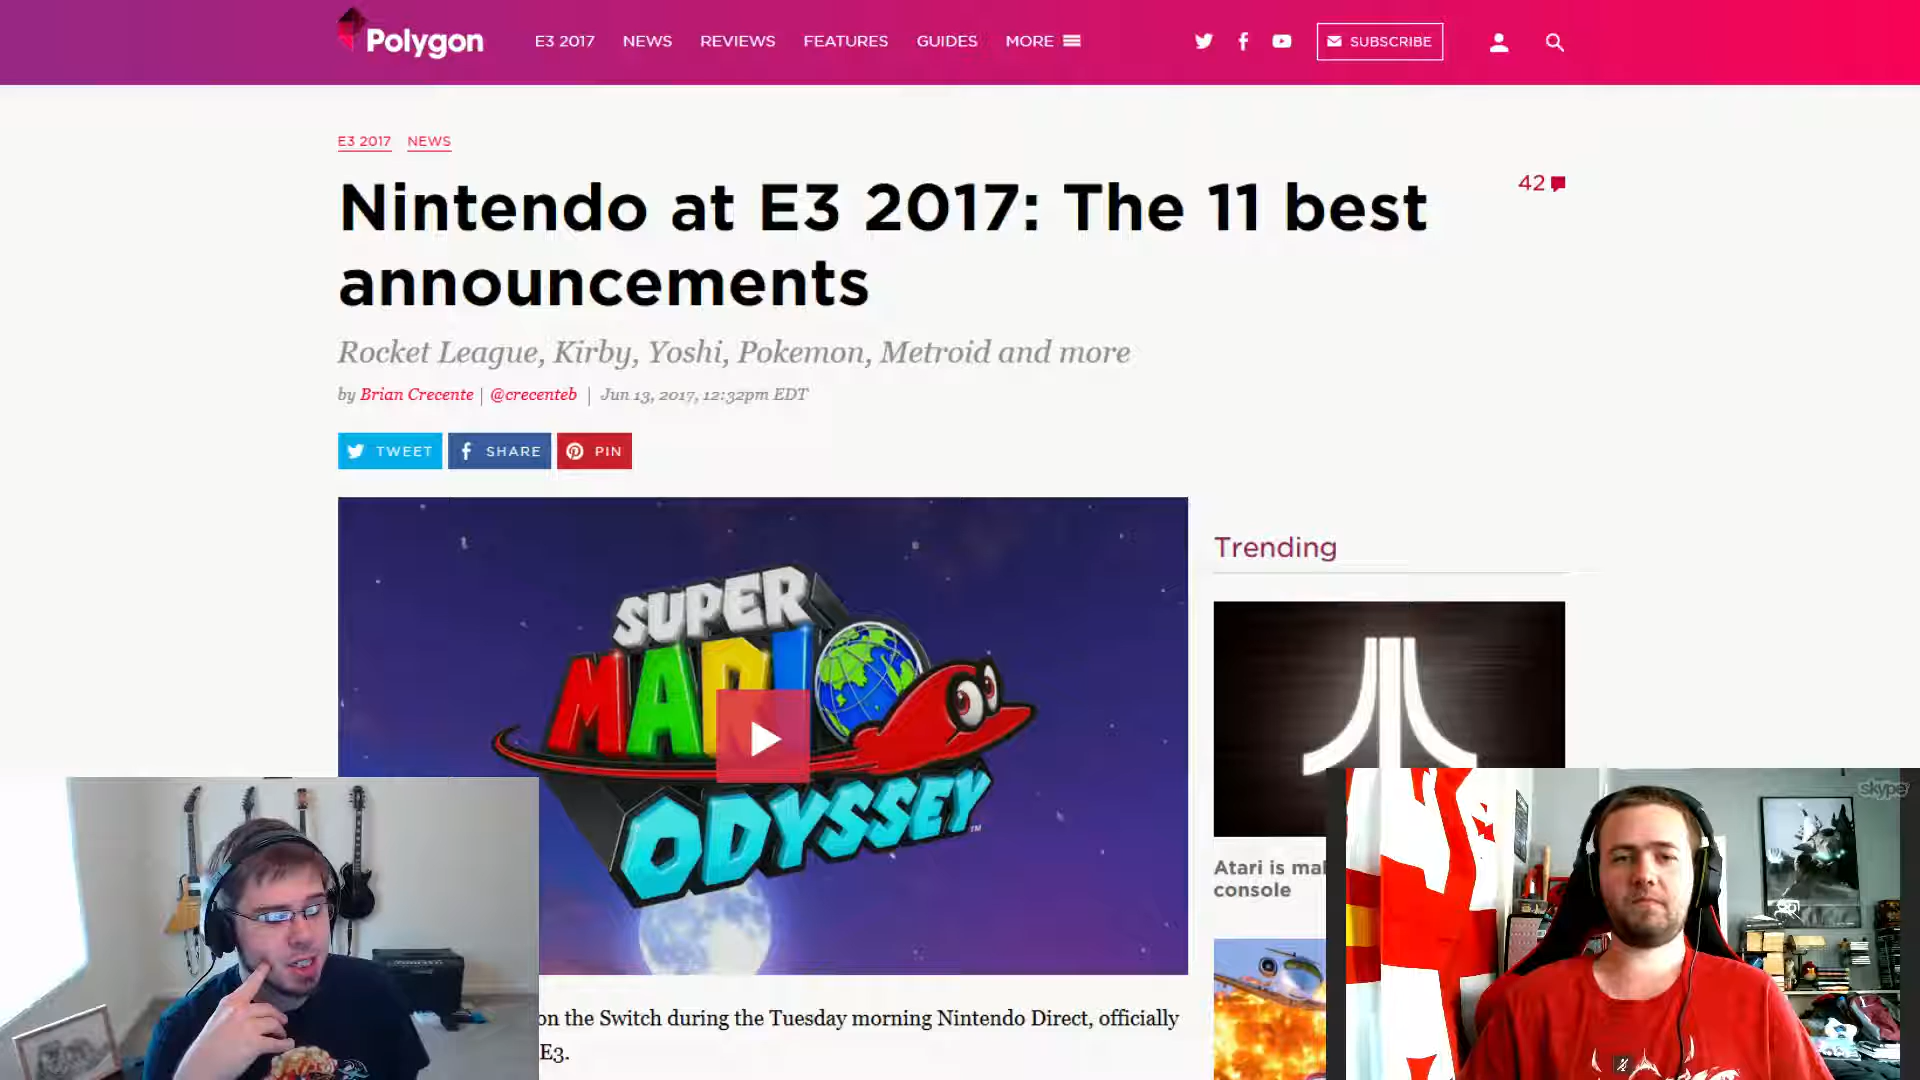 Polygon
E3 2017 NEWS REVIEWS FEATURES GUIDES MORE
SUBSCRIBE
E3 2017 NEWS
Nintendo at E3 2017: The 11 best
announcements
42
Rocket League, Kirby, Yoshi, Pokemon, Metroid and more
by Brian Crecente | @crecenteb | Jun 13, 2017, 12:32pm EDT
TWEET SHARE PIN
SUPER
MARIO
ODYSSEY™
Trending
Atari is
console
skype
on the Switch during the Tuesday morning Nintendo Direct, officially
E3.